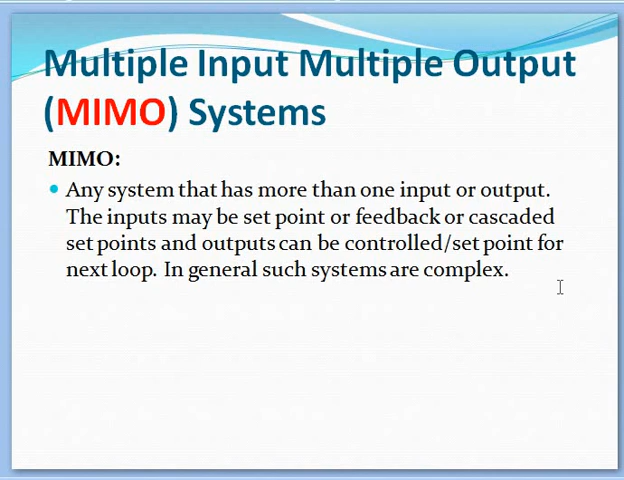 Multiple Input Multiple Output
(MIMO) Systems
MIMO:
Any system that has more than one input or output.
The inputs may be set point or feedback or cascaded
set points and outputs can be controlled/set point for
next loop. In general such systems are complex.